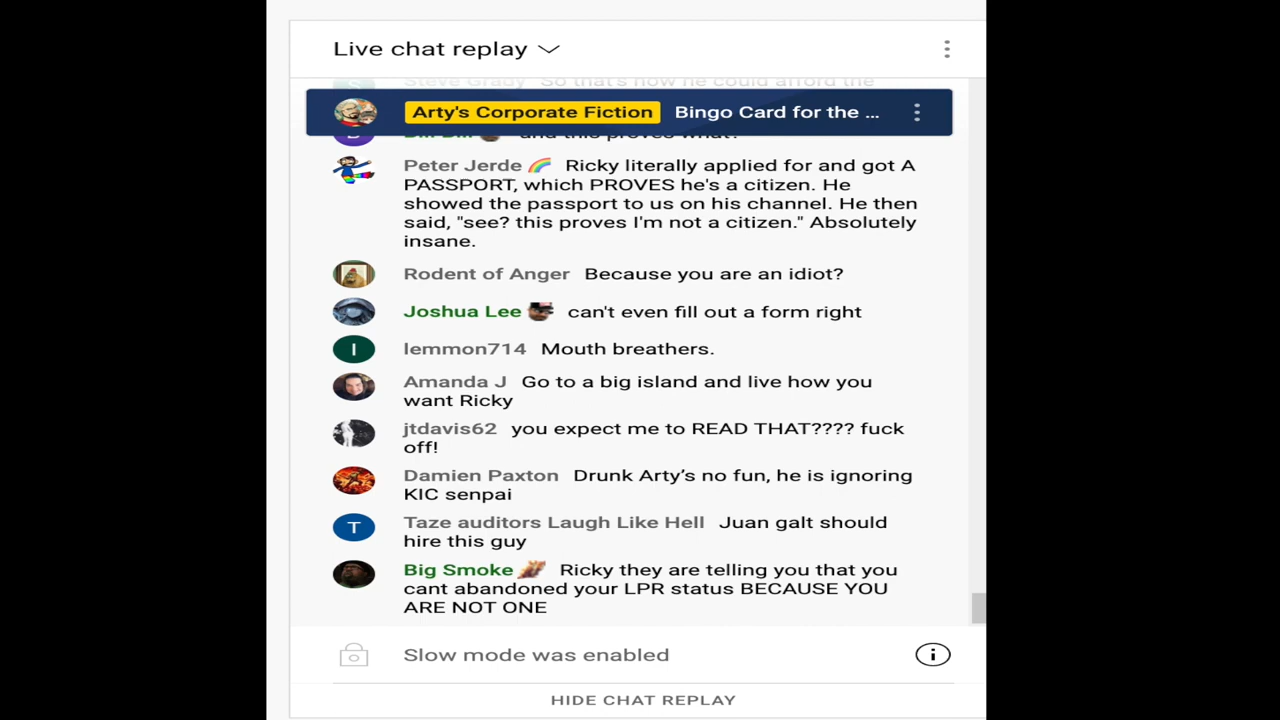 Live chat replay
Steve Grady So that's how he could afford the
Arty's Corporate Fiction Bingo Card for the ...
and this proves what?
Peter Jerde Ricky literally applied for and got A
PASSPORT, which PROVES he's a citizen. He
showed the passport to us on his channel. He then
said, "see? this proves I'm not a citizen." Absolutely
insane.
Rodent of Anger Because you are an idiot?
Joshua Lee can't even fill out a form right
I lemmon714 Mouth breathers.
Amanda J Go to a big island and live how you
want Ricky
jtdavis62 you expect me to READ THAT???? fuck
off!
Damien Paxton Drunk Arty’s no fun, he is ignoring
KIC senpai
T Taze auditors Laugh Like Hell Juan galt should
hire this guy
Big Smoke Ricky they are telling you that you
cant abandoned your LPR status BECAUSE YOU
ARE NOT ONE
Slow mode was enabled
HIDE CHAT REPLAY